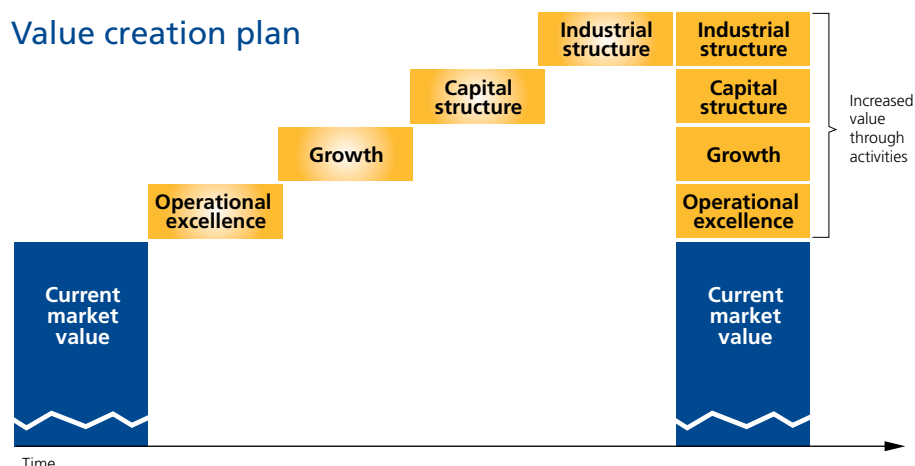 Value creation plan
Industrial
structure
Industrial
structure
Capital
structure
Capital
structure
Increased
value
through
activities
Growth
Growth
Operational
excellence
Operational
excellence
Current
market
value
Current
market
value
Time